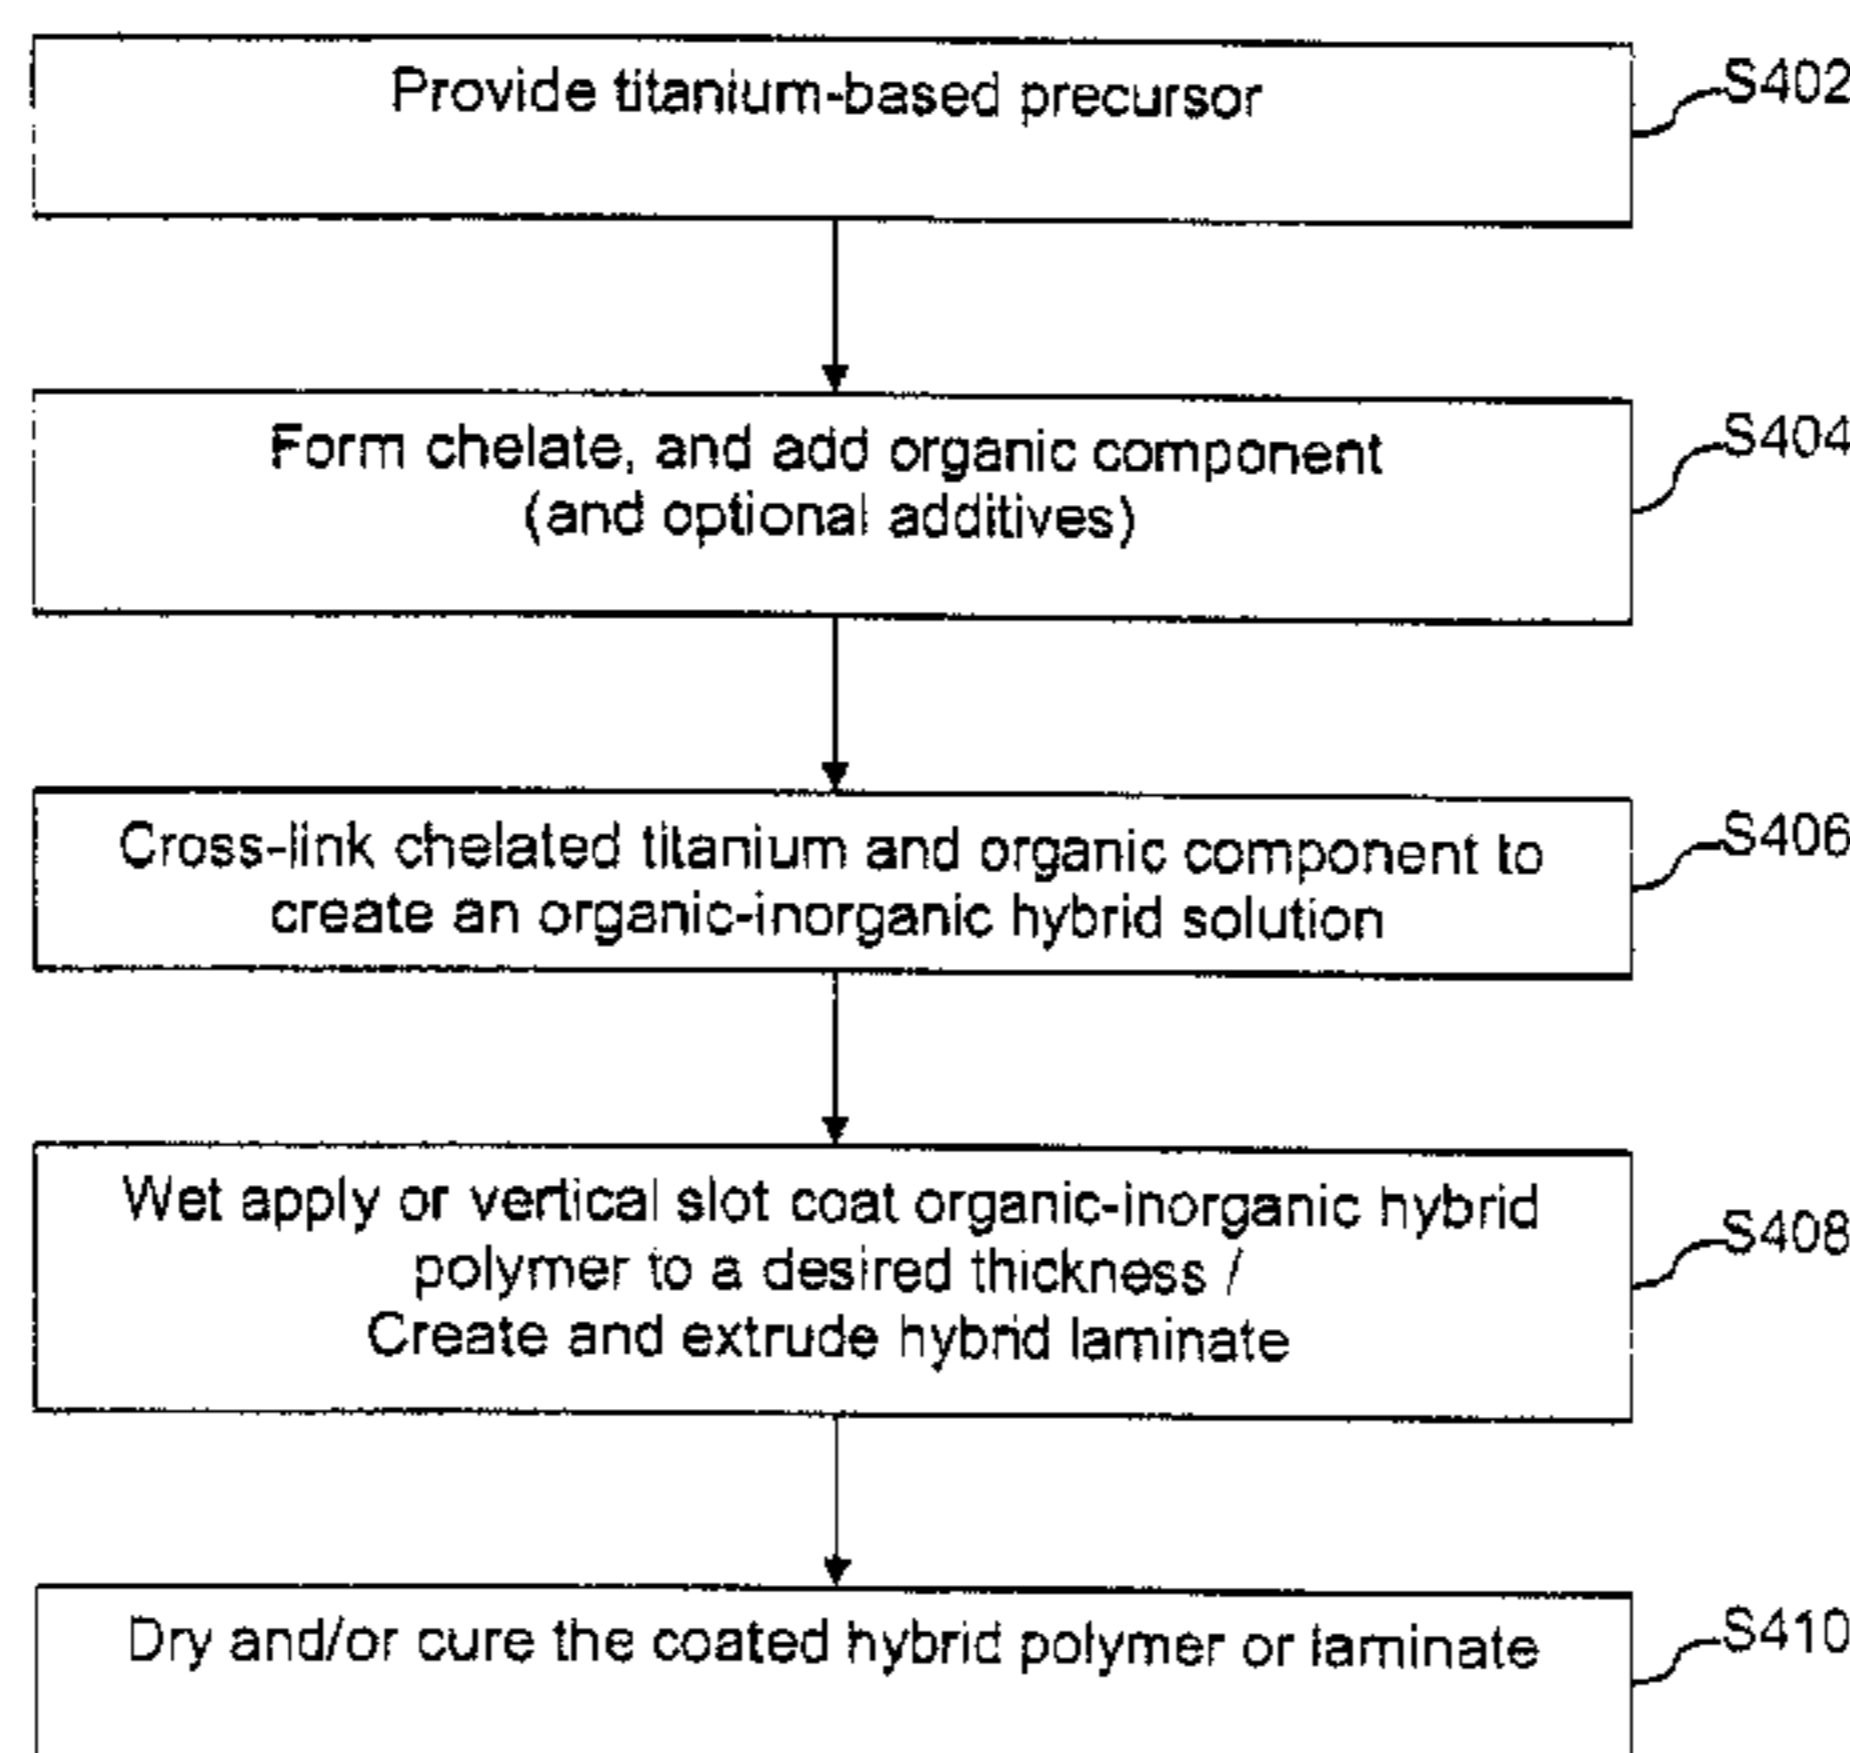 Provide titanium-based precursor
S402
Form chelate, and add organic component
(and optional additives)
S404
Cross-link chelated titanium and organic component to
create an organic-inorganic hybrid solution
S406
Wet apply or vertical slot coat organic-inorganic hybrid
polymer to a desired thickness /
Create and extrude hybrid laminate
S408
Dry and/or cure the coated hybrid polymer or laminate
S410